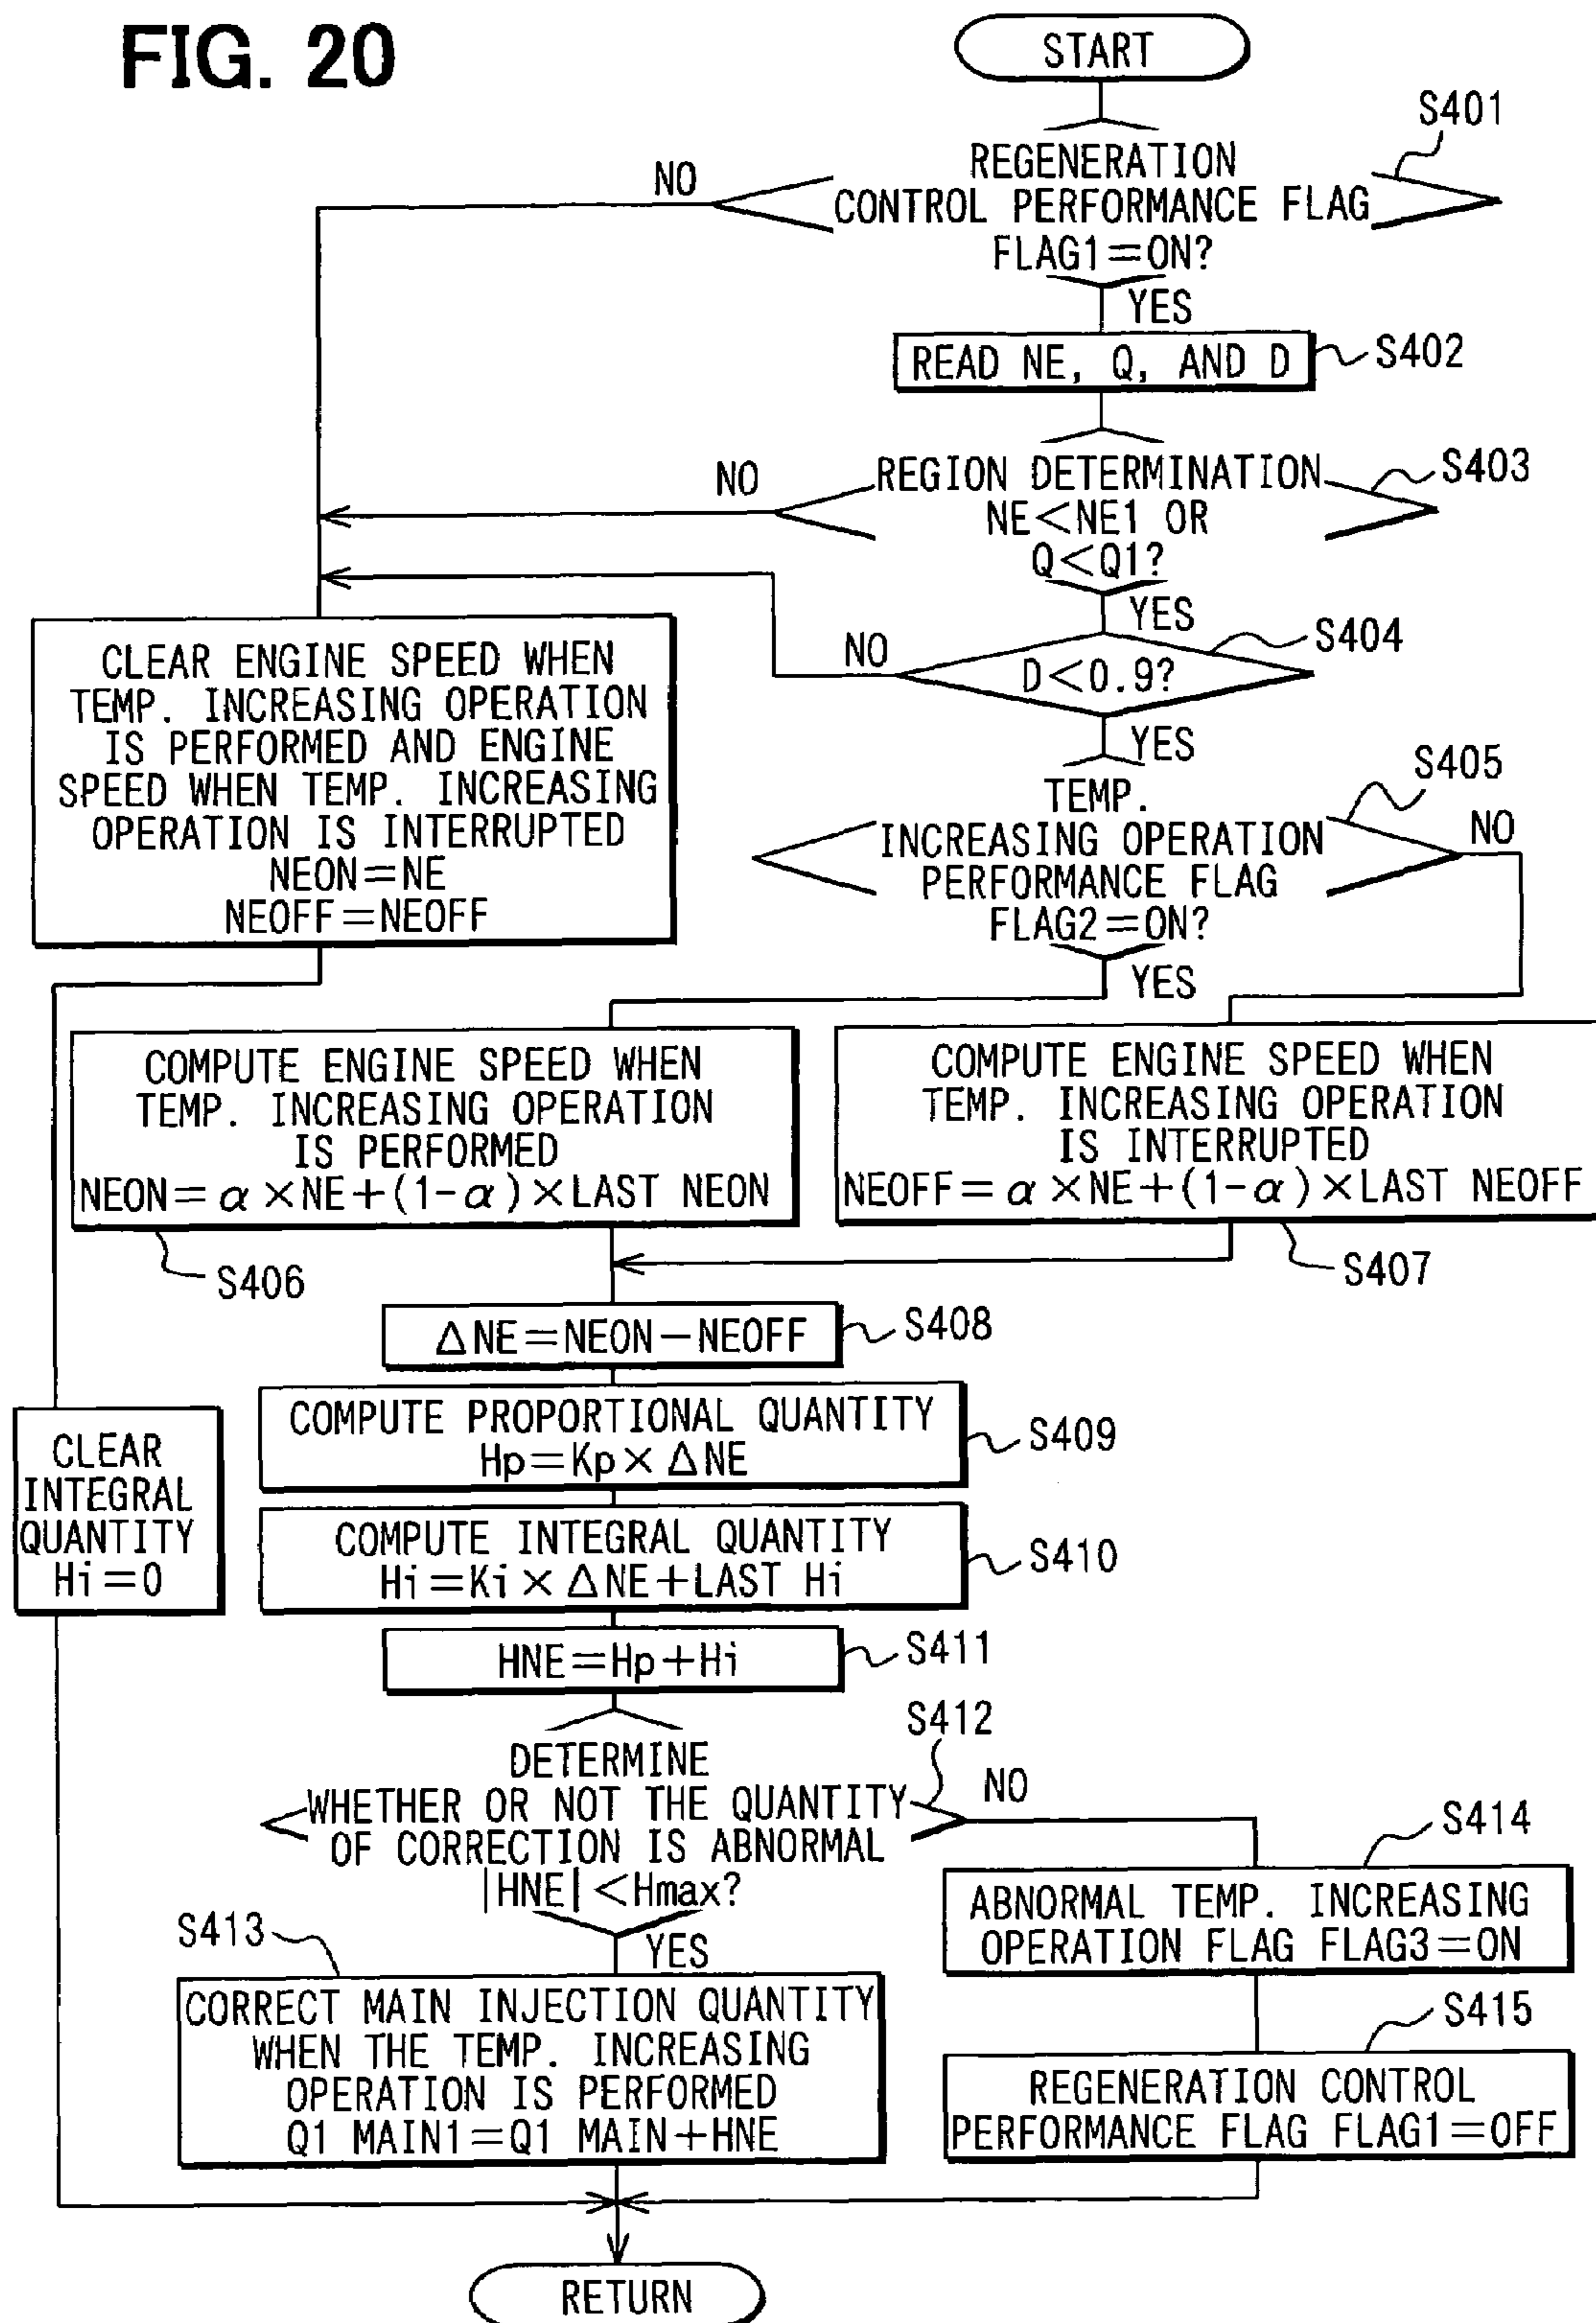 FIG. 20
START
S401
REGENERATION
CONTROL PERFORMANCE FLAG
FLAG1=ON?
NO
YES
READ NE, Q, AND D
S402
REGION DETERMINATION
NE<NE1 OR
Q<Q1?
S403
NO
YES
D<0.9?
S404
NO
YES
CLEAR ENGINE SPEED WHEN
TEMP. INCREASING OPERATION
IS PERFORMED AND ENGINE
SPEED WHEN TEMP. INCREASING
OPERATION IS INTERRUPTED
NEON=NE
NEOFF=NEOFF
TEMP.
INCREASING OPERATION
PERFORMANCE FLAG
FLAG2=ON?
S405
NO
YES
COMPUTE ENGINE SPEED WHEN
TEMP. INCREASING OPERATION
IS PERFORMED
NEON=α×NE+(1-α)×LAST NEON
S406
COMPUTE ENGINE SPEED WHEN
TEMP. INCREASING OPERATION
IS INTERRUPTED
NEOFF=α×NE+(1-α)×LAST NEOFF
S407
ΔNE=NEON−NEOFF
S408
COMPUTE PROPORTIONAL QUANTITY
Hp=Kp×ΔNE
S409
CLEAR
INTEGRAL
QUANTITY
Hi=0
COMPUTE INTEGRAL QUANTITY
Hi=Ki×ΔNE+LAST Hi
S410
HNE=Hp+Hi
S411
DETERMINE
WHETHER OR NOT THE QUANTITY
OF CORRECTION IS ABNORMAL
|HNE|<Hmax?
S412
NO
YES
S413
CORRECT MAIN INJECTION QUANTITY
WHEN THE TEMP. INCREASING
OPERATION IS PERFORMED
Q1 MAIN1=Q1 MAIN+HNE
S414
ABNORMAL TEMP. INCREASING
OPERATION FLAG FLAG3=ON
S415
REGENERATION CONTROL
PERFORMANCE FLAG FLAG1=OFF
RETURN